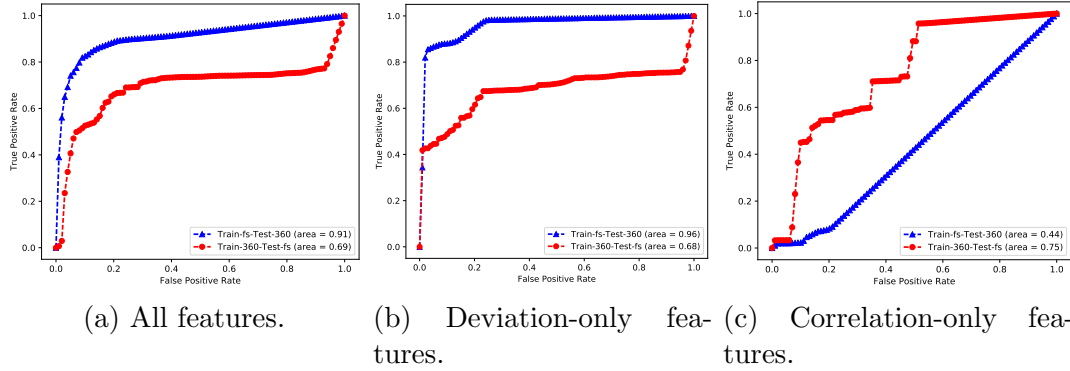 1.0
0.8
0.6
0.4
0.2
0.0
True Positive Rate
0.0 0.2 0.4 0.6 0.8 1.0
False Positive Rate
Train-fs-Test-360 (area = 0.91)
Train-360-Test-fs (area = 0.69)
(a) All features.
1.0
0.8
0.6
0.4
0.2
0.0
True Positive Rate
0.0 0.2 0.4 0.6 0.8 1.0
False Positive Rate
Train-fs-Test-360 (area = 0.96)
Train-360-Test-fs (area = 0.68)
(b) Deviation-only fea-
tures.
1.0
0.8
0.6
0.4
0.2
0.0
True Positive Rate
0.0 0.2 0.4 0.6 0.8 1.0
False Positive Rate
Train-fs-Test-360 (area = 0.44)
Train-360-Test-fs (area = 0.75)
(c) Correlation-only fea-
tures.